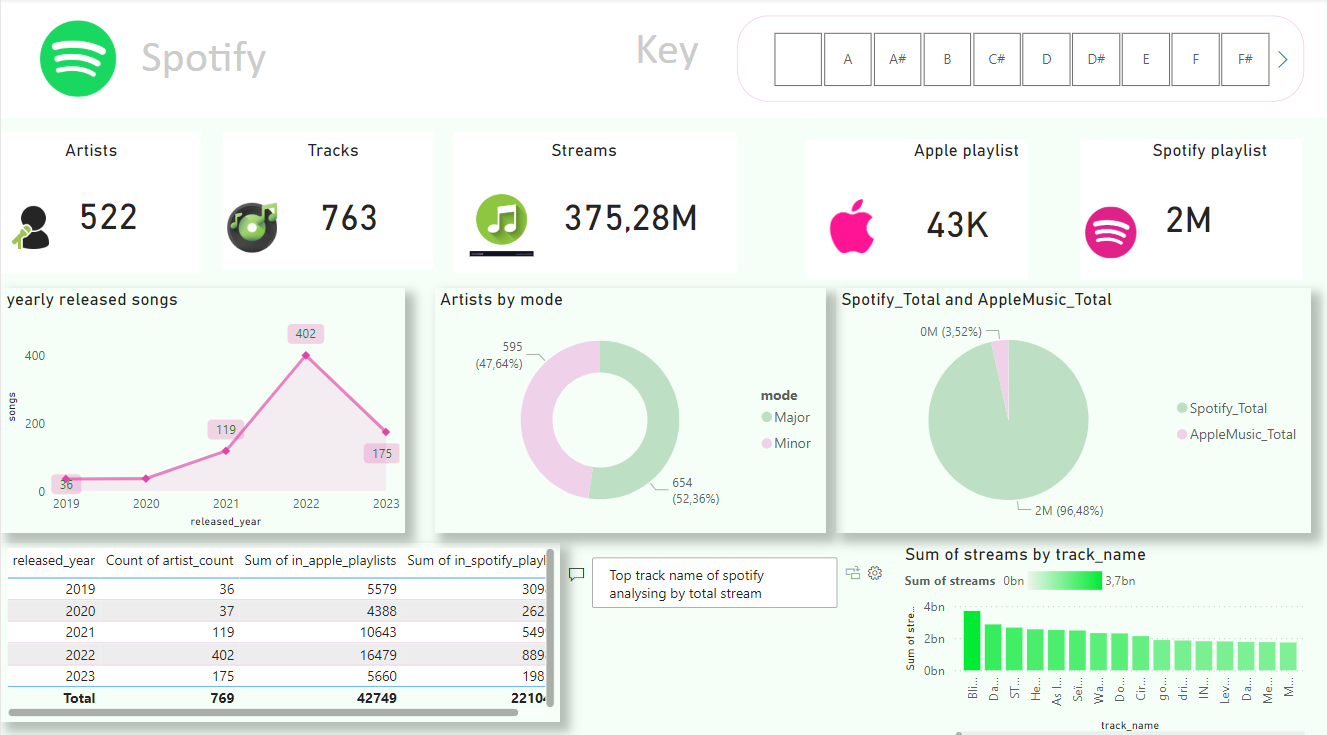 Spotify
Key
A A# B C# D D# E F F#
Artists
522
Tracks
763
Streams
375,28M
Apple playlist
43K
Spotify playlist
2M
yearly released songs
402
400
songs
119
200
175
36
0
2019 2020 2021 2022 2023
released_year
Artists by mode
595
(47,64%)
mode
Major
Minor
654
(52,36%)
Spotify_Total and AppleMusic_Total
0M (3,52%)
Spotify_Total
AppleMusic_Total
2M (96,48%)
released_year Count of artist_count Sum of in_apple_playlists Sum of in_spotify_playl
2019 36 5579 309
2020 37 4388 262
2021 119 10643 549
2022 402 16479 889
2023 175 5660 198
Total 769 42749 22104
Top track name of spotify
analysing by total stream
Sum of streams by track_name
Sum of streams 0bn 3,7bn
Sum of stre...
4bn
2bn
0bn
Bli... Da... ST... He... As I... Señ... Wa... Do... Cir... go... dri... IN... Lev... Da... Me... M...
track_name